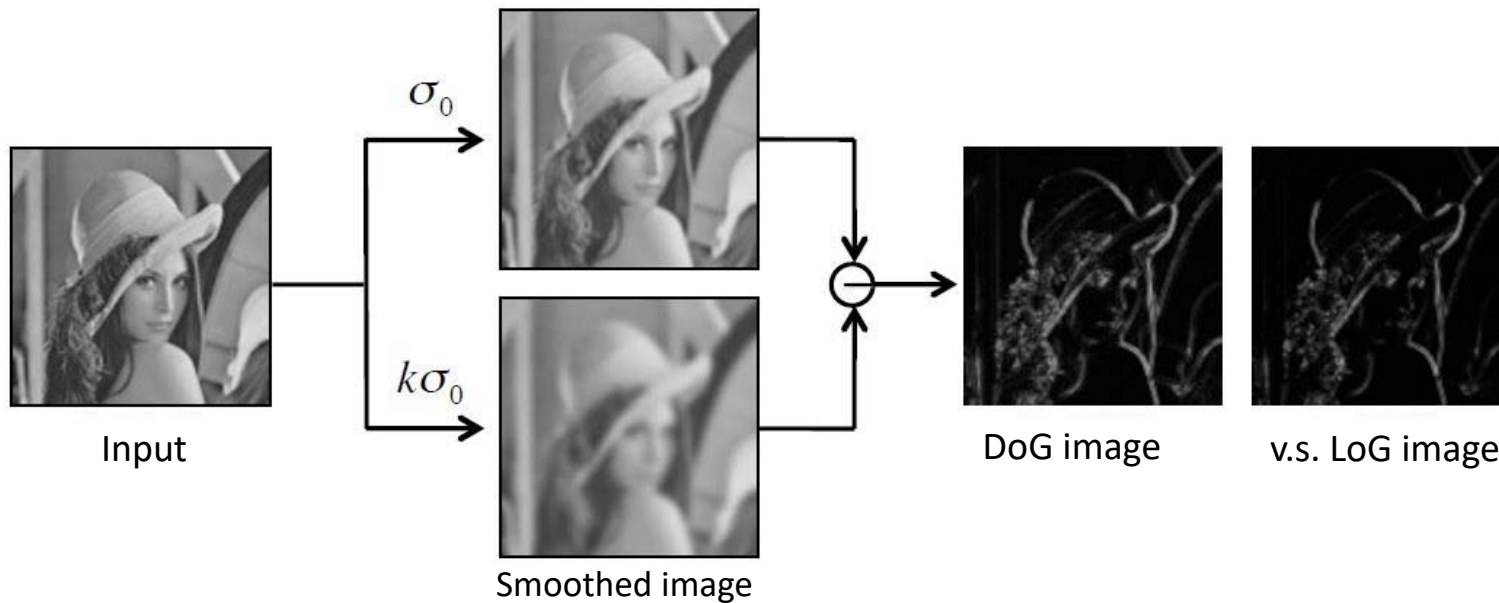 σ₀
kσ₀
Input
Smoothed image
DoG image
v.s. LoG image